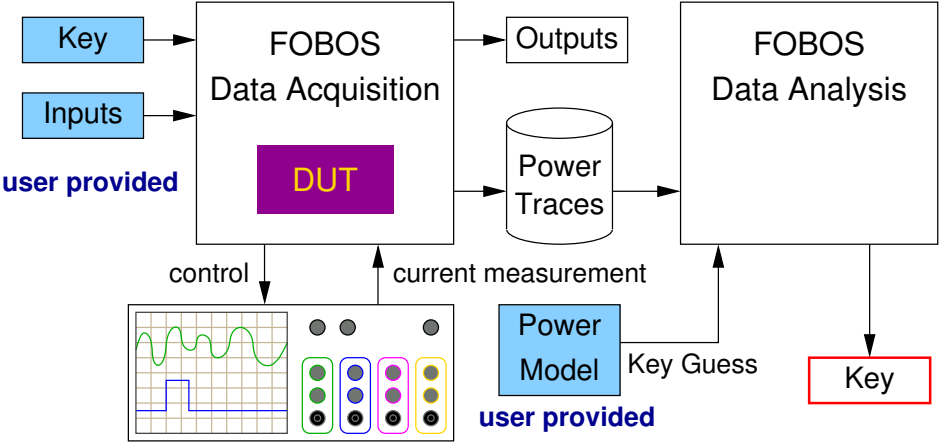 Key
Inputs
user provided
FOBOS
Data Acquisition
DUT
Outputs
Power
Traces
FOBOS
Data Analysis
control
current measurement
Power
Model
user provided
Key Guess
Key